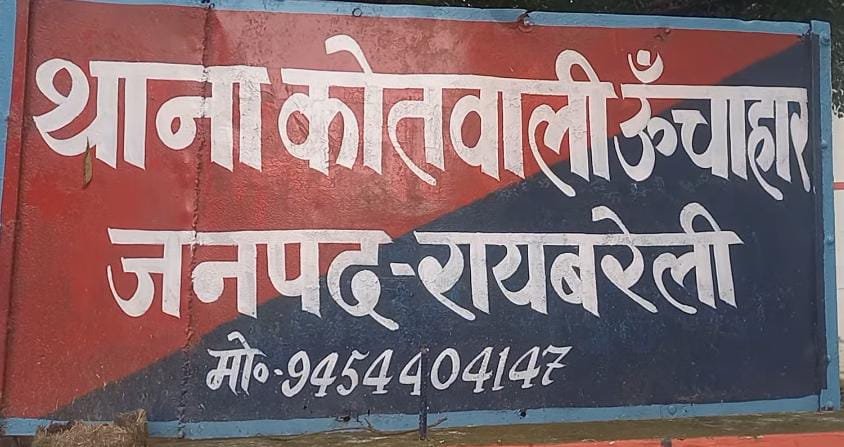 थाना कोतवाली ऊँचाहार
जनपद-रायबरेली
मो०-9454404147